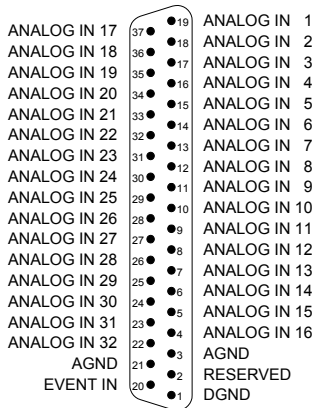 19 ANALOG IN 1
ANALOG IN 17 37
18 ANALOG IN 2
ANALOG IN 18 36
17 ANALOG IN 3
ANALOG IN 19 35
16 ANALOG IN 4
ANALOG IN 20 34
15 ANALOG IN 5
ANALOG IN 21 33
14 ANALOG IN 6
ANALOG IN 22 32
13 ANALOG IN 7
ANALOG IN 23 31
12 ANALOG IN 8
ANALOG IN 24 30
11 ANALOG IN 9
ANALOG IN 25 29
10 ANALOG IN 10
ANALOG IN 26 28
9 ANALOG IN 11
ANALOG IN 27 27
8 ANALOG IN 12
ANALOG IN 28 26
7 ANALOG IN 13
ANALOG IN 29 25
6 ANALOG IN 14
ANALOG IN 30 24
5 ANALOG IN 15
ANALOG IN 31 23
4 ANALOG IN 16
ANALOG IN 32 22
3 AGND
AGND 21
2 RESERVED
EVENT IN 20
1 DGND